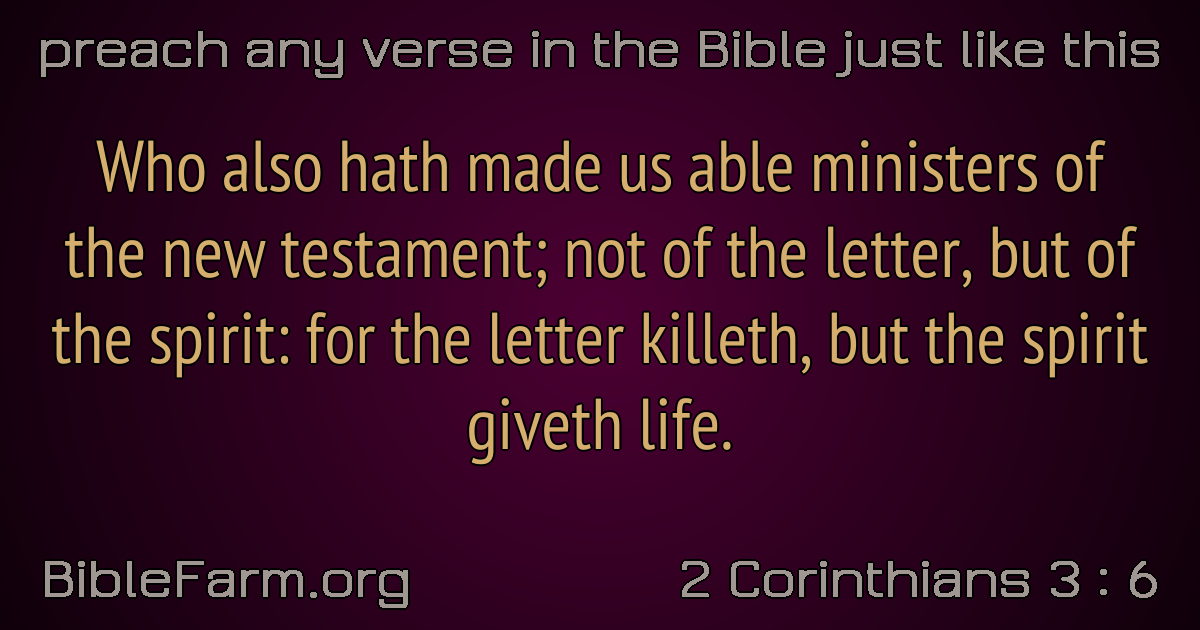 preach any verse in the Bible just like this
Who also hath made us able ministers of
the new testament; not of the letter, but of
the spirit: for the letter killeth, but the spirit
giveth life.
BibleFarm.org
2 Corinthians 3 : 6